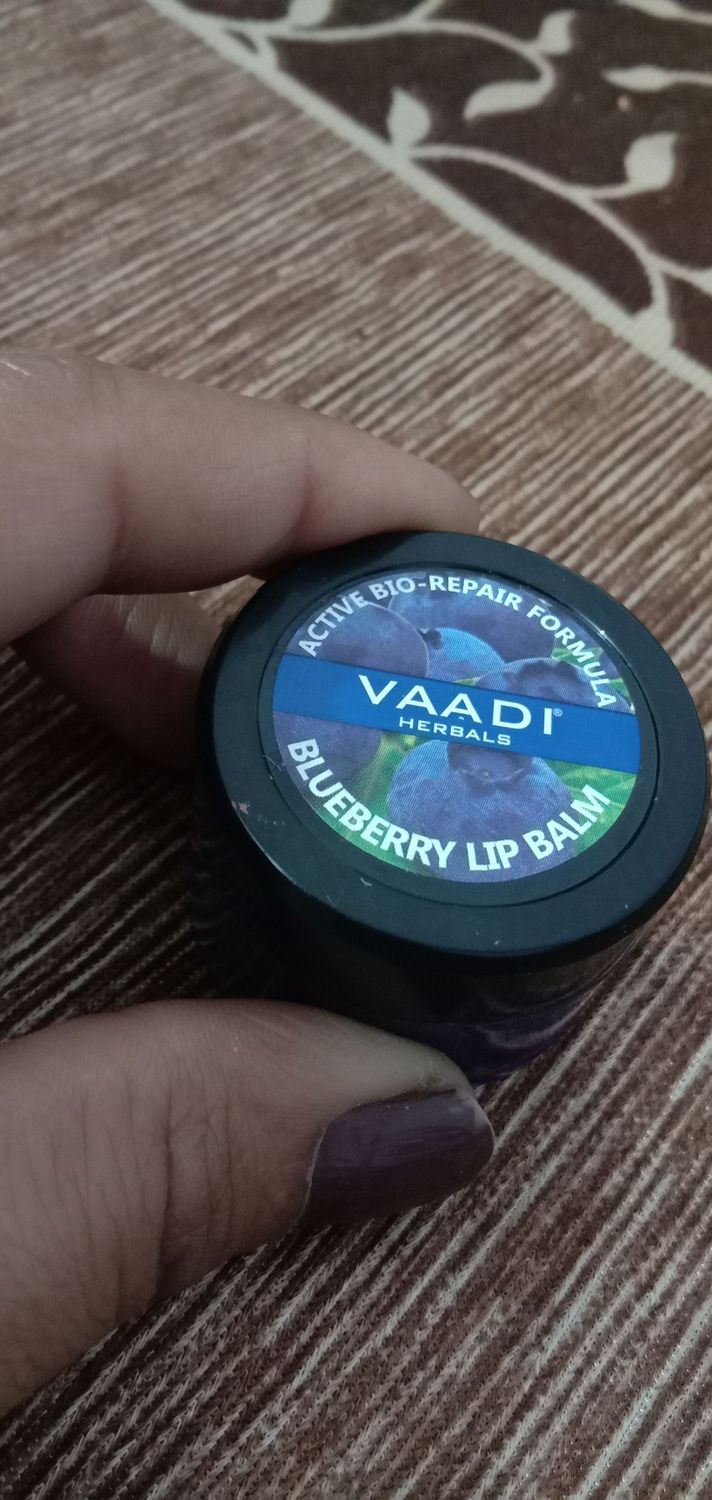 ACTIVE BIO-REPAIR FORMULA
VAADI®
HERBALS
BLUEBERRY LIP BALM